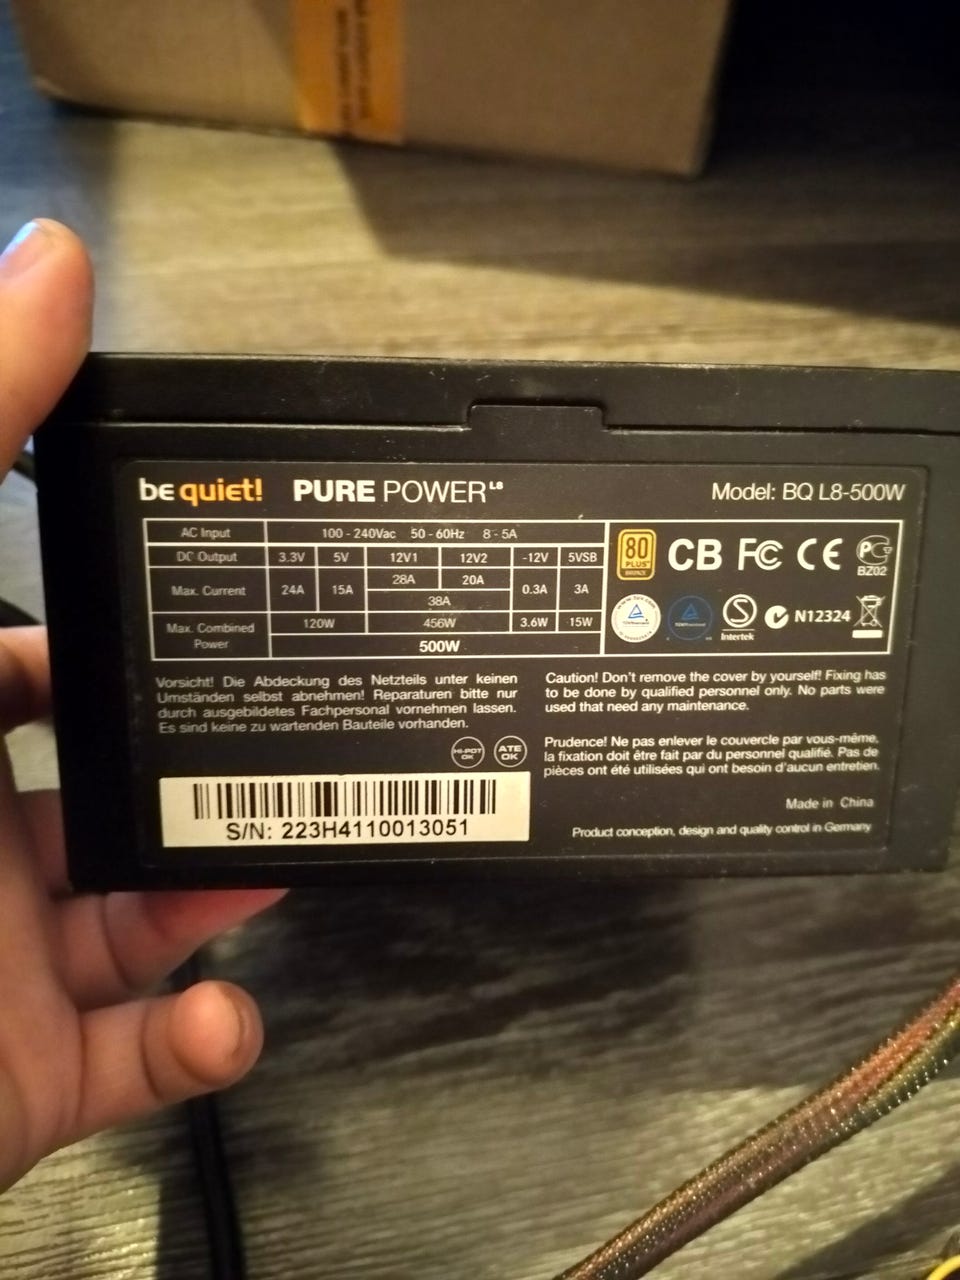 be quiet! PURE POWER L8 Model: BQ L8-500W
AC Input 100 - 240Vac 50 - 60Hz 8 - 5A
DC Output 3.3V 5V 12V1 12V2 -12V 5VSB
Max. Current 24A 15A 28A 20A 0.3A 3A
38A
Max. Combined Power 120W 456W 3.6W 15W
500W
80 PLUS BRONZE CB FC CE PC BZ02
Intertek N12324
Vorsicht! Die Abdeckung des Netzteils unter keinen
Umständen selbst abnehmen! Reparaturen bitte nur
durch ausgebildetes Fachpersonal vornehmen lassen.
Es sind keine zu wartenden Bauteile vorhanden.
HI-POT OK ATE OK
S/N: 223H4110013051
Caution! Don't remove the cover by yourself! Fixing has
to be done by qualified personnel only. No parts were
used that need any maintenance.
Prudence! Ne pas enlever le couvercle par vous-même,
la fixation doit être fait par du personnel qualifié. Pas de
pièces ont été utilisées qui ont besoin d'aucun entretien.
Made in China
Product conception, design and quality control in Germany